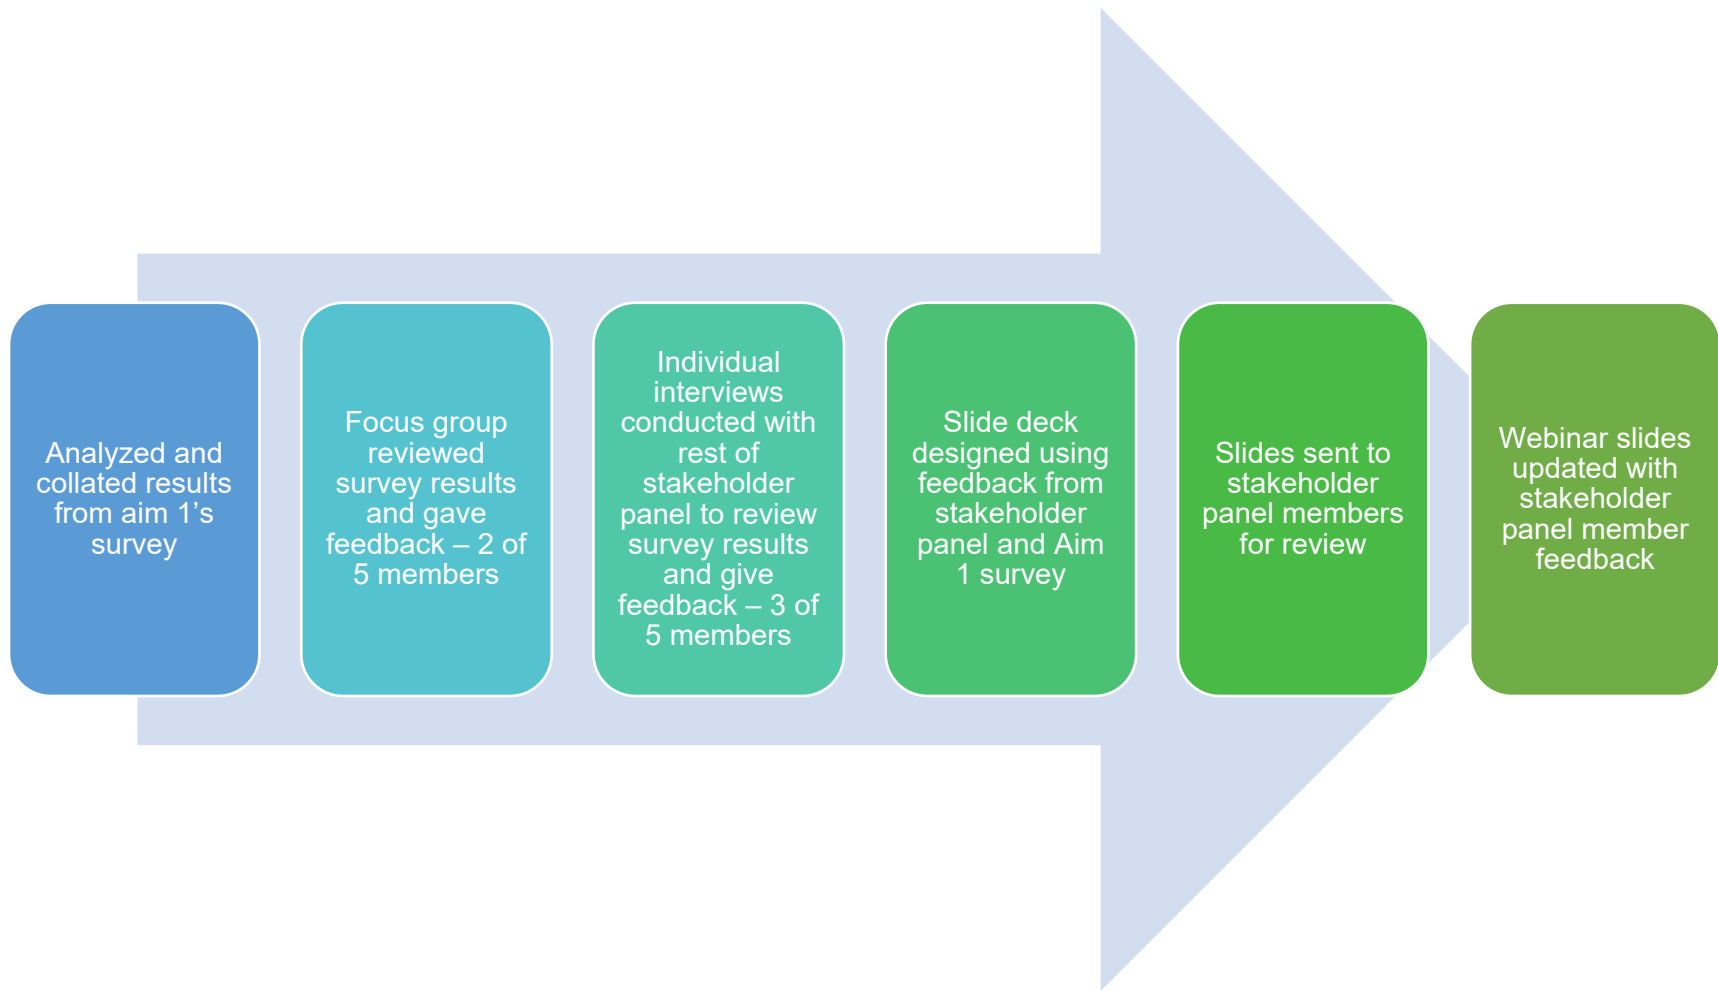 Analyzed and
collated results
from aim 1’s
survey
Focus group
reviewed
survey results
and gave
feedback – 2 of
5 members
Individual
interviews
conducted with
rest of
stakeholder
panel to review
survey results
and give
feedback – 3 of
5 members
Slide deck
designed using
feedback from
stakeholder
panel and Aim
1 survey
Slides sent to
stakeholder
panel members
for review
Webinar slides
updated with
stakeholder
panel member
feedback